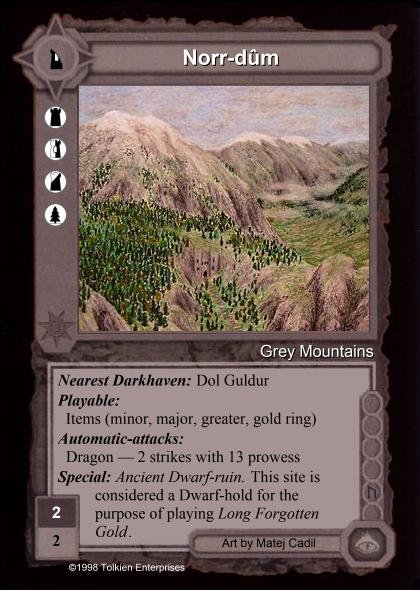 Norr-dûm
Grey Mountains
Nearest Darkhaven: Dol Guldur
Playable:
Items (minor, major, greater, gold ring)
Automatic-attacks:
Dragon — 2 strikes with 13 prowess
Special: Ancient Dwarf-ruin. This site is
considered a Dwarf-hold for the
purpose of playing Long Forgotten
Gold.
2
2
Art by Matej Cadil
©1998 Tolkien Enterprises